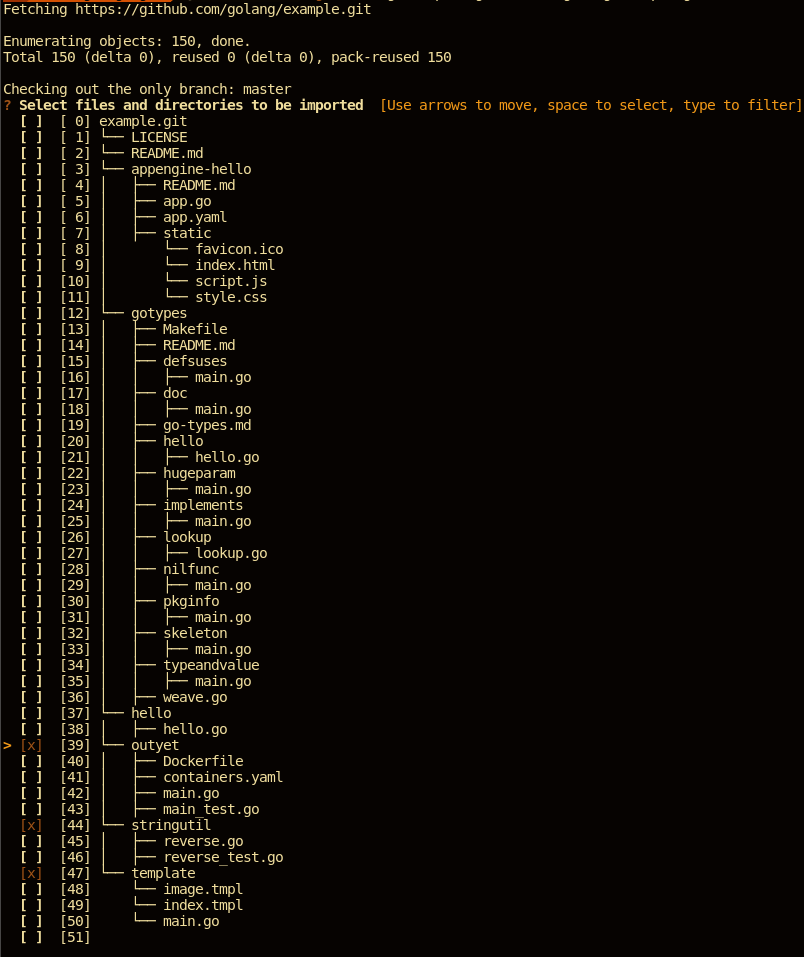 Fetching https://github.com/golang/example.git

Enumerating objects: 150, done.
Total 150 (delta 0), reused 0 (delta 0), pack-reused 150

Checking out the only branch: master
? Select files and directories to be imported  [Use arrows to move, space to select, type to filter]
  [ ]  [ 0] example.git
  [ ]  [ 1] └── LICENSE
  [ ]  [ 2] └── README.md
  [ ]  [ 3] └── appengine-hello
  [ ]  [ 4] │   ├── README.md
  [ ]  [ 5] │   ├── app.go
  [ ]  [ 6] │   ├── app.yaml
  [ ]  [ 7] │   ├── static
  [ ]  [ 8] │       └── favicon.ico
  [ ]  [ 9] │       └── index.html
  [ ]  [10] │       └── script.js
  [ ]  [11] │       └── style.css
  [ ]  [12] └── gotypes
  [ ]  [13] │   ├── Makefile
  [ ]  [14] │   ├── README.md
  [ ]  [15] │   ├── defsuses
  [ ]  [16] │   │   ├── main.go
  [ ]  [17] │   ├── doc
  [ ]  [18] │   │   ├── main.go
  [ ]  [19] │   ├── go-types.md
  [ ]  [20] │   ├── hello
  [ ]  [21] │   │   ├── hello.go
  [ ]  [22] │   ├── hugeparam
  [ ]  [23] │   │   ├── main.go
  [ ]  [24] │   ├── implements
  [ ]  [25] │   │   ├── main.go
  [ ]  [26] │   ├── lookup
  [ ]  [27] │   │   ├── lookup.go
  [ ]  [28] │   ├── nilfunc
  [ ]  [29] │   │   ├── main.go
  [ ]  [30] │   ├── pkginfo
  [ ]  [31] │   │   ├── main.go
  [ ]  [32] │   ├── skeleton
  [ ]  [33] │   │   ├── main.go
  [ ]  [34] │   ├── typeandvalue
  [ ]  [35] │   │   ├── main.go
  [ ]  [36] │   ├── weave.go
  [ ]  [37] └── hello
  [ ]  [38] │   ├── hello.go
> [x]  [39] └── outyet
  [ ]  [40] │   ├── Dockerfile
  [ ]  [41] │   ├── containers.yaml
  [ ]  [42] │   ├── main.go
  [ ]  [43] │   ├── main_test.go
  [x]  [44] └── stringutil
  [ ]  [45] │   ├── reverse.go
  [ ]  [46] │   ├── reverse_test.go
  [x]  [47] └── template
  [ ]  [48]     └── image.tmpl
  [ ]  [49]     └── index.tmpl
  [ ]  [50]     └── main.go
  [ ]  [51]